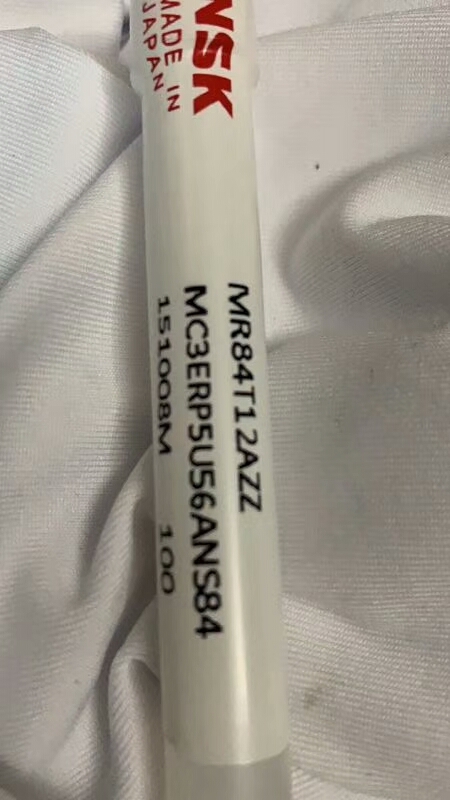 NSK
MADE IN
JAPAN
MR84T12AZZ
MC3ERP5U56ANS84
151008M 100